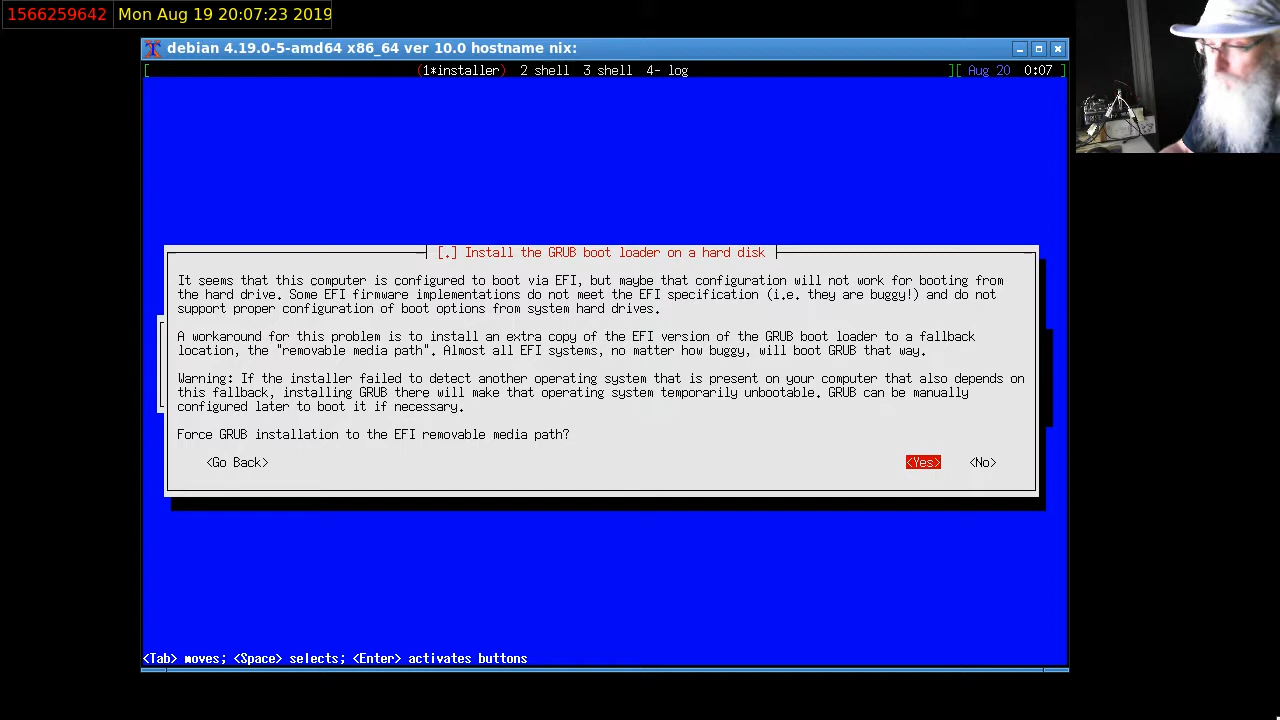 1566259642 Mon Aug 19 20:07:23 2019
debian 4.19.0-5-amd64 x86_64 ver 10.0 hostname nix:
[ (1*installer) 2 shell 3 shell 4- log ][ Aug 20 0:07 ]
[.] Install the GRUB boot loader on a hard disk
It seems that this computer is configured to boot via EFI, but maybe that configuration will not work for booting from
the hard drive. Some EFI firmware implementations do not meet the EFI specification (i.e. they are buggy!) and do not
support proper configuration of boot options from system hard drives.
A workaround for this problem is to install an extra copy of the EFI version of the GRUB boot loader to a fallback
location, the "removable media path". Almost all EFI systems, no matter how buggy, will boot GRUB that way.
Warning: If the installer failed to detect another operating system that is present on your computer that also depends on
this fallback, installing GRUB there will make that operating system temporarily unbootable. GRUB can be manually
configured later to boot it if necessary.
Force GRUB installation to the EFI removable media path?
<Go Back> <Yes> <No>
<Tab> moves; <Space> selects; <Enter> activates buttons